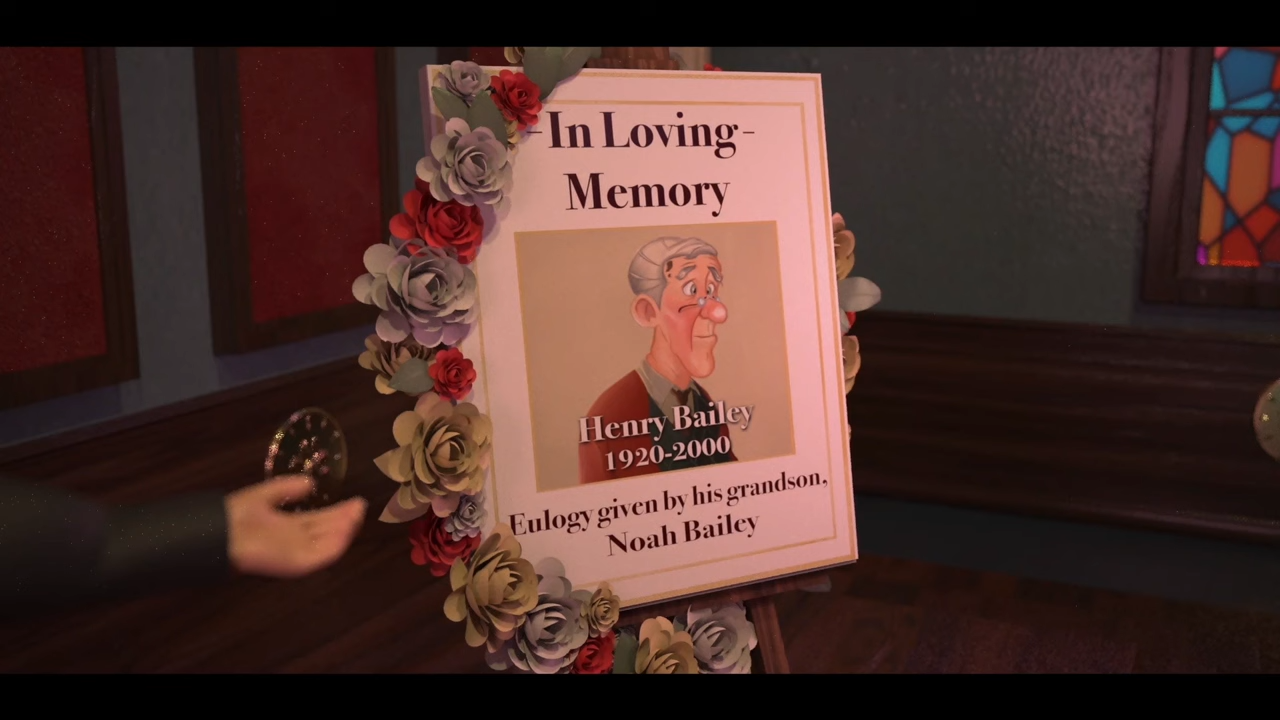 -In Loving-
Memory
Henry Bailey
1920-2000
Eulogy given by his grandson,
Noah Bailey